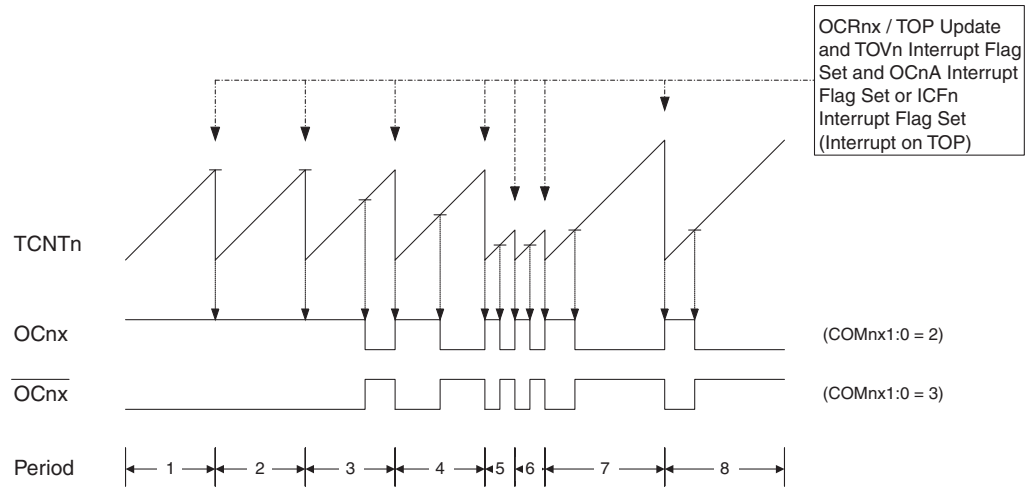 OCRnx / TOP Update
and TOVn Interrupt Flag
Set and OCnA Interrupt
Flag Set or ICFn
Interrupt Flag Set
(Interrupt on TOP)
TCNTn
OCnx (COMnx1:0 = 2)
OCnx (COMnx1:0 = 3)
Period 1 2 3 4 5 6 7 8